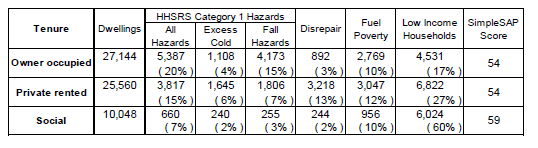 Tenure Dwellings HHSRS Category 1 Hazards Disrepair Fuel Poverty Low Income Households SimpleSAP Score
All Hazards Excess Cold Fall Hazards
Owner occupied 27,144 5,387 1,108 4,173 892 2,769 4,531 54
(20%) (4%) (15%) (3%) (10%) (17%)
Private rented 25,560 3,817 1,645 1,806 3,218 3,047 6,822 54
(15%) (6%) (7%) (13%) (12%) (27%)
Social 10,048 660 240 255 244 956 6,024 59
(7%) (2%) (3%) (2%) (10%) (60%)